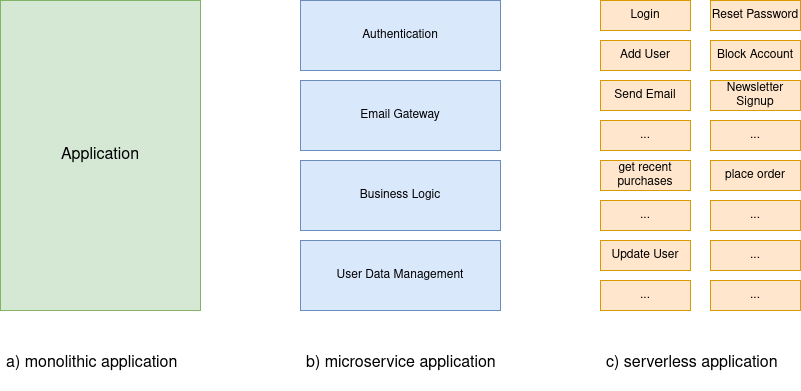 Application
a) monolithic application
Authentication
Email Gateway
Business Logic
User Data Management
b) microservice application
Login
Reset Password
Add User
Block Account
Send Email
Newsletter
Signup
...
...
get recent
purchases
place order
...
...
Update User
...
...
...
c) serverless application